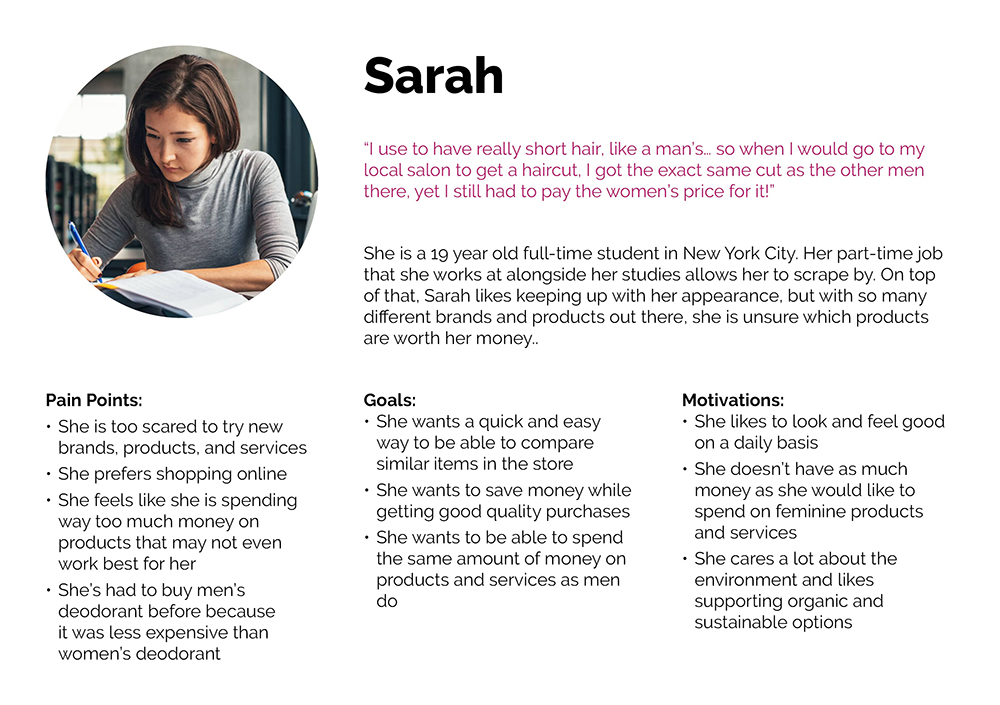 Sarah
“I use to have really short hair, like a man’s... so when I would go to my
local salon to get a haircut, I got the exact same cut as the other men
there, yet I still had to pay the women’s price for it!”
She is a 19 year old full-time student in New York City. Her part-time job
that she works at alongside her studies allows her to scrape by. On top
of that, Sarah likes keeping up with her appearance, but with so many
different brands and products out there, she is unsure which products
are worth her money..
Pain Points:
• She is too scared to try new
brands, products, and services
• She prefers shopping online
• She feels like she is spending
way too much money on
products that may not even
work best for her
• She’s had to buy men’s
deodorant before because
it was less expensive than
women’s deodorant
Goals:
• She wants a quick and easy
way to be able to compare
similar items in the store
• She wants to save money while
getting good quality purchases
• She wants to be able to spend
the same amount of money on
products and services as men
do
Motivations:
• She likes to look and feel good
on a daily basis
• She doesn’t have as much
money as she would like to
spend on feminine products
and services
• She cares a lot about the
environment and likes
supporting organic and
sustainable options